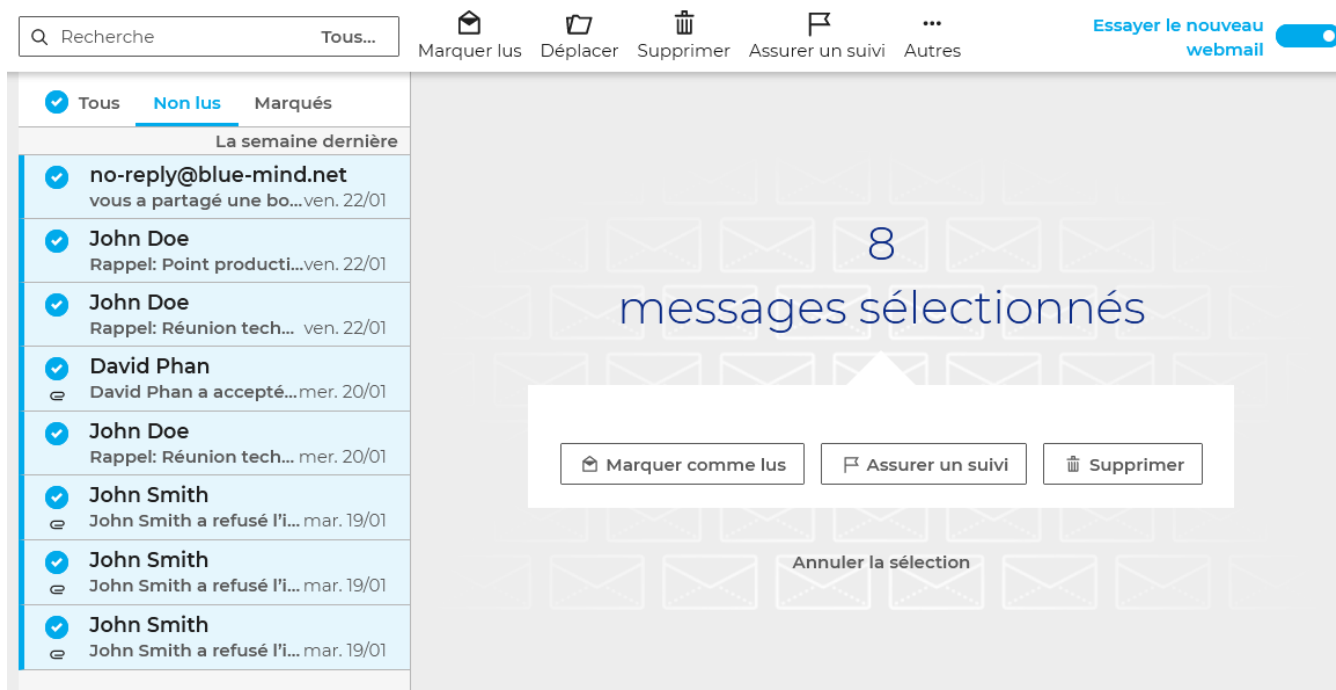 Recherche Tous...
Marquer lus Déplacer Supprimer Assurer un suivi Autres
Essayer le nouveau
webmail
Tous Non lus Marqués
La semaine dernière
no-reply@blue-mind.net
vous a partagé une bo... ven. 22/01
John Doe
Rappel: Point producti... ven. 22/01
John Doe
Rappel: Réunion tech... ven. 22/01
David Phan
David Phan a accepté... mer. 20/01
John Doe
Rappel: Réunion tech... mer. 20/01
John Smith
John Smith a refusé l'i... mar. 19/01
John Smith
John Smith a refusé l'i... mar. 19/01
John Smith
John Smith a refusé l'i... mar. 19/01
8
messages sélectionnés
Marquer comme lus Assurer un suivi Supprimer
Annuler la sélection